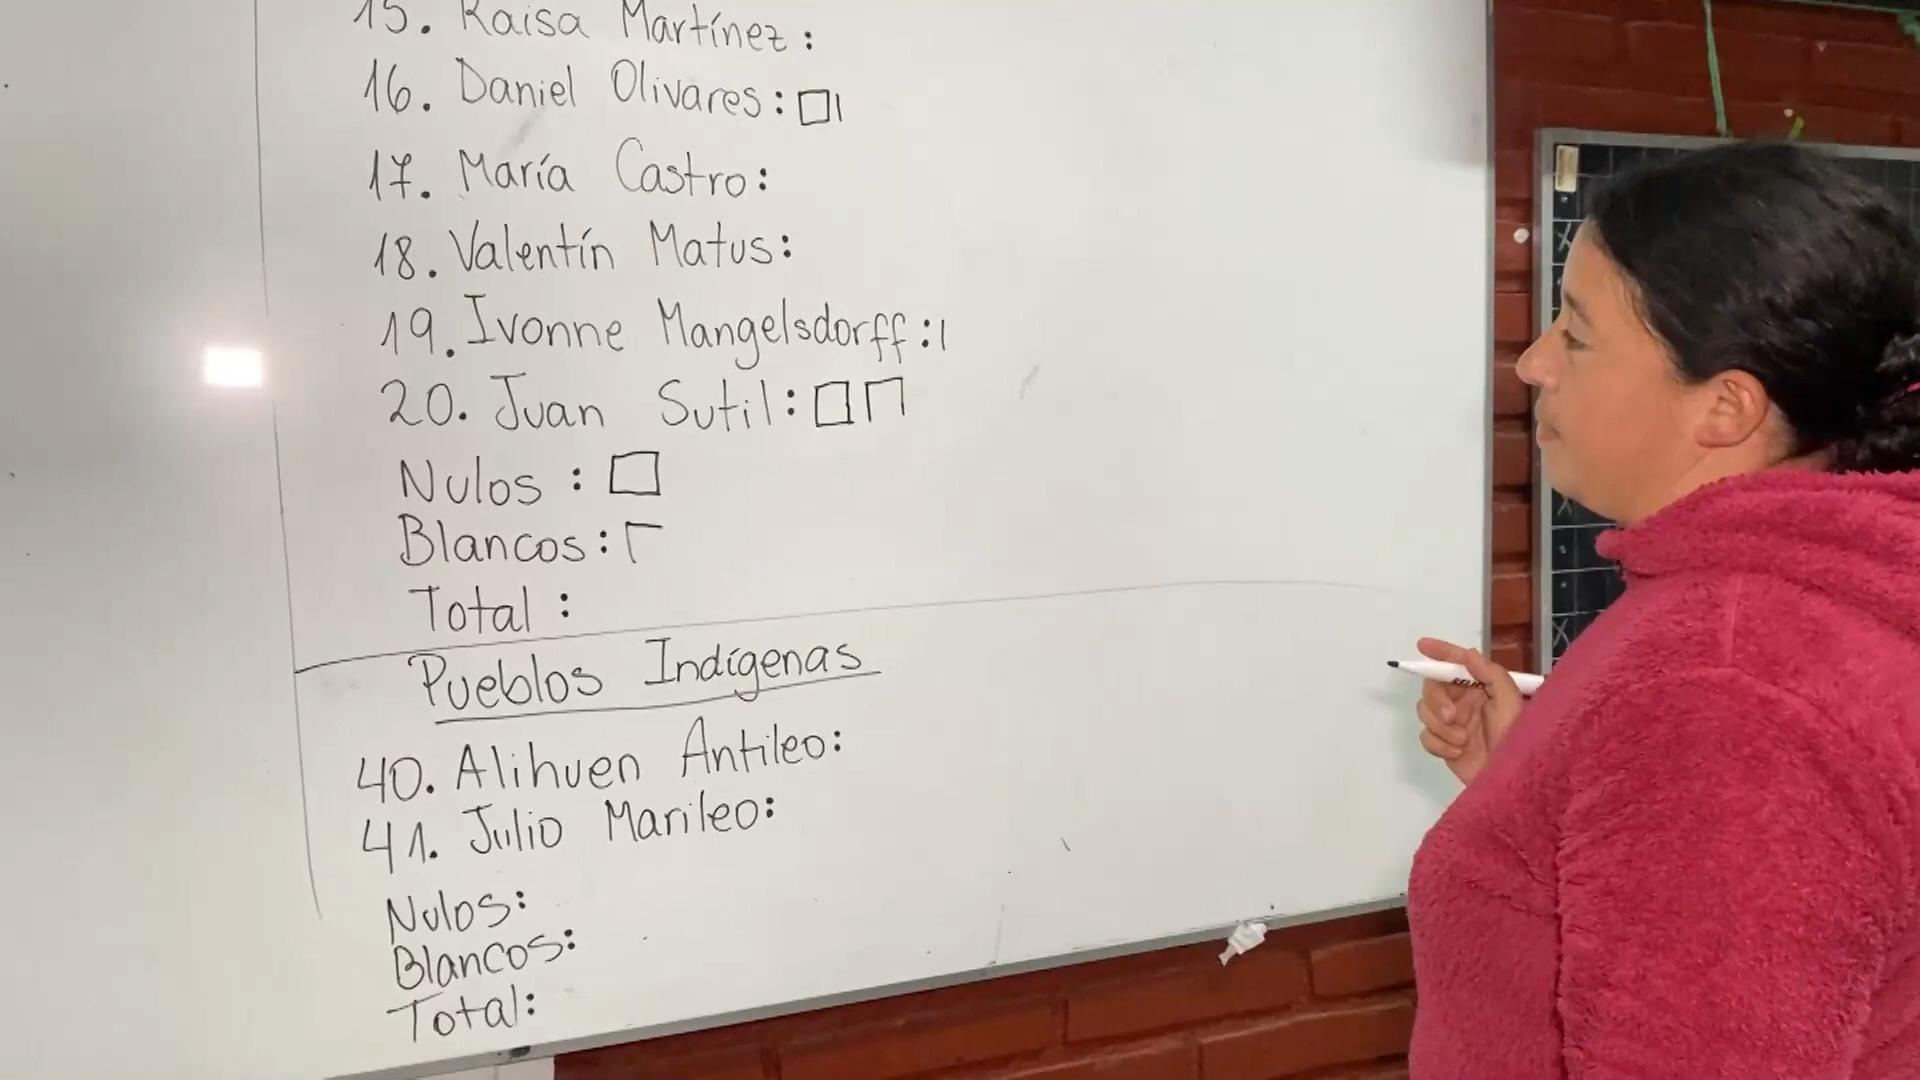 15. Raisa Martínez:
16. Daniel Olivares:
17. María Castro:
18. Valentín Matus:
19. Ivonne Mangelsdorff:
20. Juan Sutil:
Nulos:
Blancos:
Total:
Pueblos Indígenas
40. Alihuen Antileo:
41. Julio Marileo:
Nulos:
Blancos:
Total: